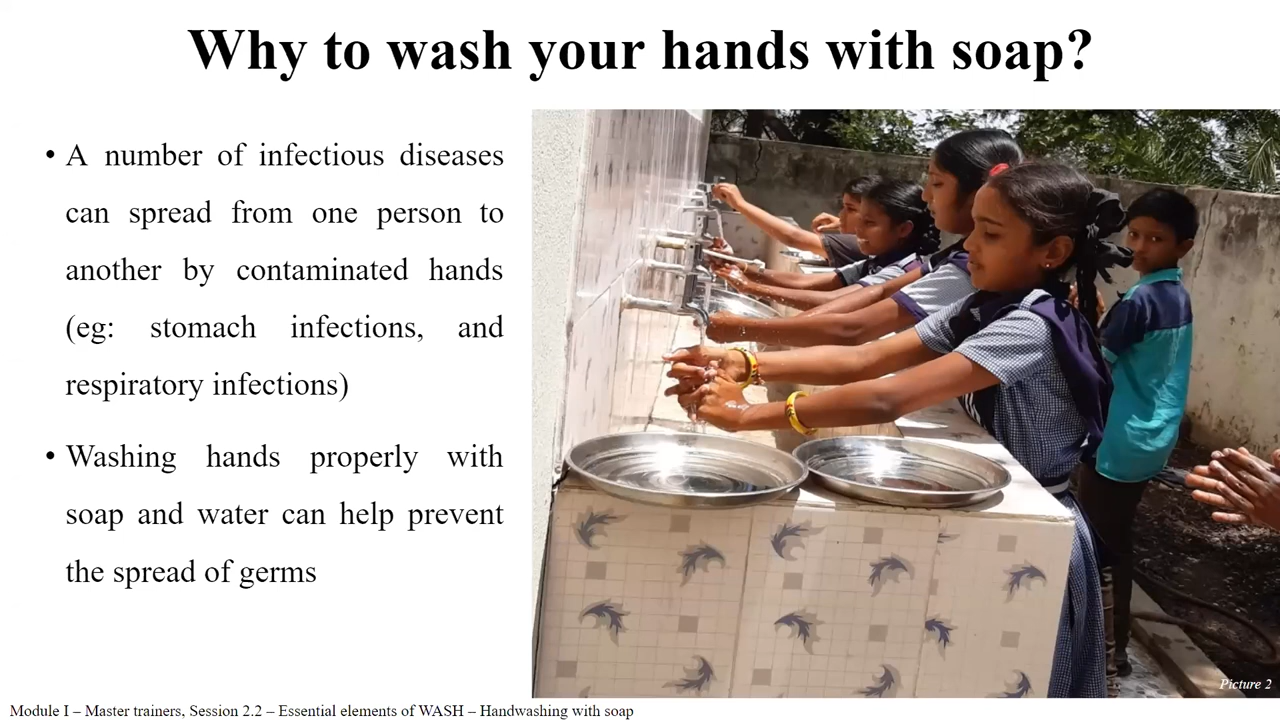 Why to wash your hands with soap?
• A number of infectious diseases
can spread from one person to
another by contaminated hands
(eg: stomach infections, and
respiratory infections)
• Washing hands properly with
soap and water can help prevent
the spread of germs
Picture 2
Module I – Master trainers, Session 2.2 – Essential elements of WASH – Handwashing with soap